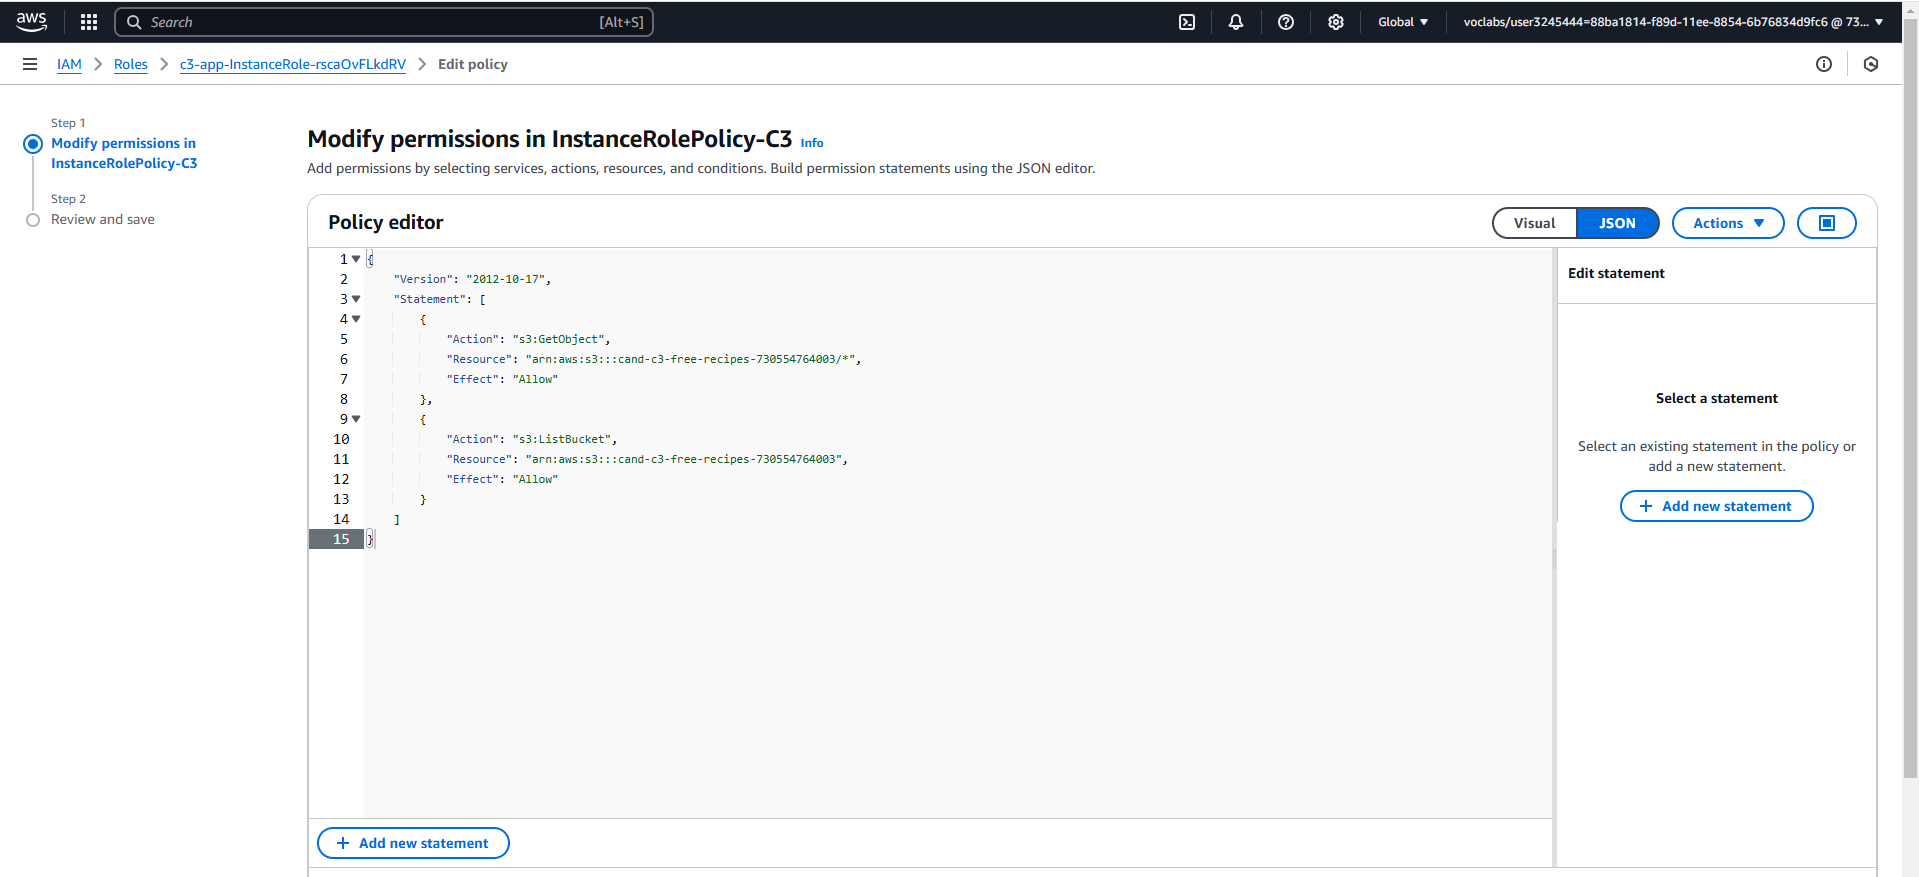 aws
Search [Alt+S]
Global
voclabs/user3245444=88ba1814-f89d-11ee-8854-6b76834d9fc6 @ 73...
IAM
Roles
c3-app-InstanceRole-rscaOvFLkdRV
Edit policy
Step 1
Modify permissions in
InstanceRolePolicy-C3
Step 2
Review and save
Modify permissions in InstanceRolePolicy-C3 Info
Add permissions by selecting services, actions, resources, and conditions. Build permission statements using the JSON editor.
Policy editor
Visual
JSON
Actions
1 {
2 "Version": "2012-10-17",
3 "Statement": [
4 {
5 "Action": "s3:GetObject",
6 "Resource": "arn:aws:s3:::cand-c3-free-recipes-730554764003/*",
7 "Effect": "Allow"
8 },
9 {
10 "Action": "s3:ListBucket",
11 "Resource": "arn:aws:s3:::cand-c3-free-recipes-730554764003",
12 "Effect": "Allow"
13 }
14 ]
15 }
+ Add new statement
Edit statement
Select a statement
Select an existing statement in the policy or
add a new statement.
+ Add new statement